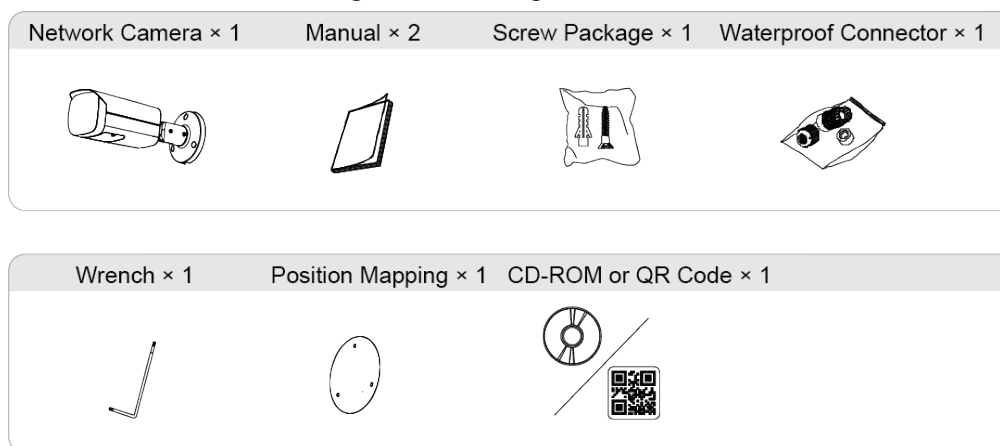 Network Camera × 1 Manual × 2 Screw Package × 1 Waterproof Connector × 1
Wrench × 1 Position Mapping × 1 CD-ROM or QR Code × 1